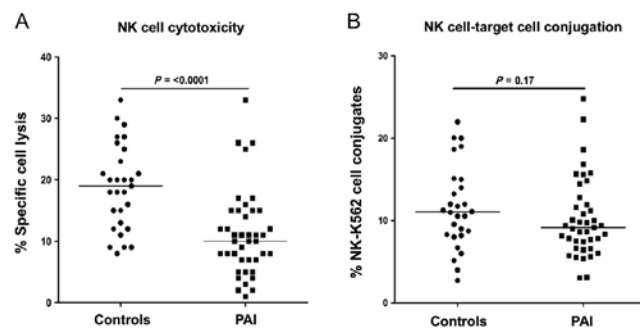 A
NK cell cytotoxicity
P = <0.0001
% Specific cell lysis
40
30
20
10
0
Controls
PAI
B
NK cell-target cell conjugation
P = 0.17
% NK-K562 cell conjugates
30
20
10
0
Controls
PAI